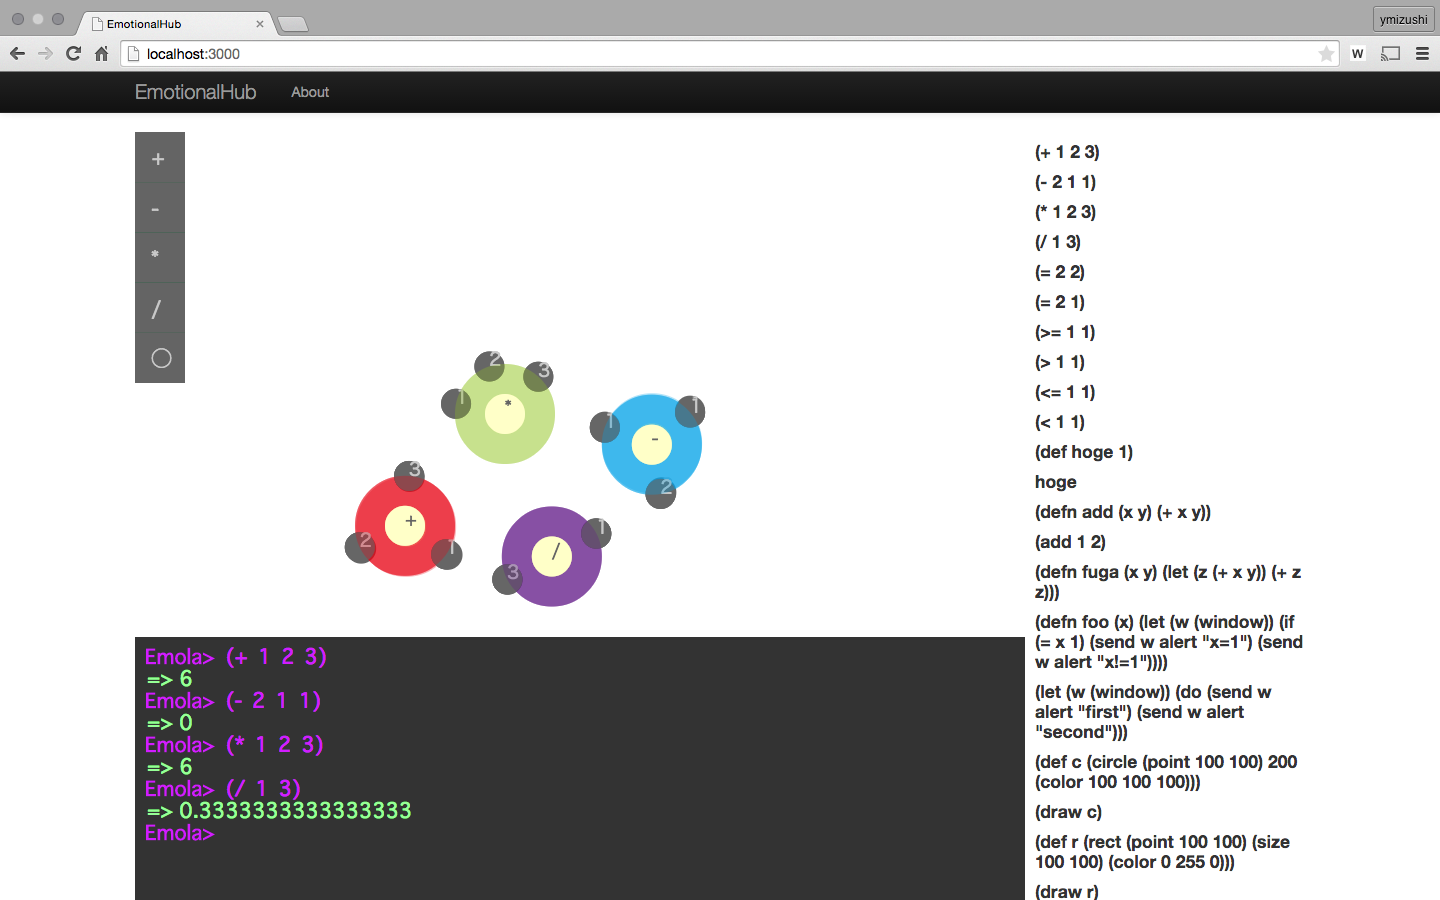 EmotionalHub
ymizushi
localhost:3000
W
EmotionalHub About
+
-
*
/
2
3
1
*
1
1
-
2
3
+
2
1
1
/
3
Emola> (+ 1 2 3)
=> 6
Emola> (- 2 1 1)
=> 0
Emola> (* 1 2 3)
=> 6
Emola> (/ 1 3)
=> 0.3333333333333333
Emola>
(+ 1 2 3)
(- 2 1 1)
(* 1 2 3)
(/ 1 3)
(= 2 2)
(= 2 1)
(>= 1 1)
(> 1 1)
(<= 1 1)
(< 1 1)
(def hoge 1)
hoge
(defn add (x y) (+ x y))
(add 1 2)
(defn fuga (x y) (let (z (+ x y)) (+ z
z)))
(defn foo (x) (let (w (window)) (if
(= x 1) (send w alert "x=1") (send
w alert "x!=1"))))
(let (w (window)) (do (send w
alert "first") (send w alert
"second")))
(def c (circle (point 100 100) 200
(color 100 100 100)))
(draw c)
(def r (rect (point 100 100) (size
100 100) (color 0 255 0)))
(draw r)